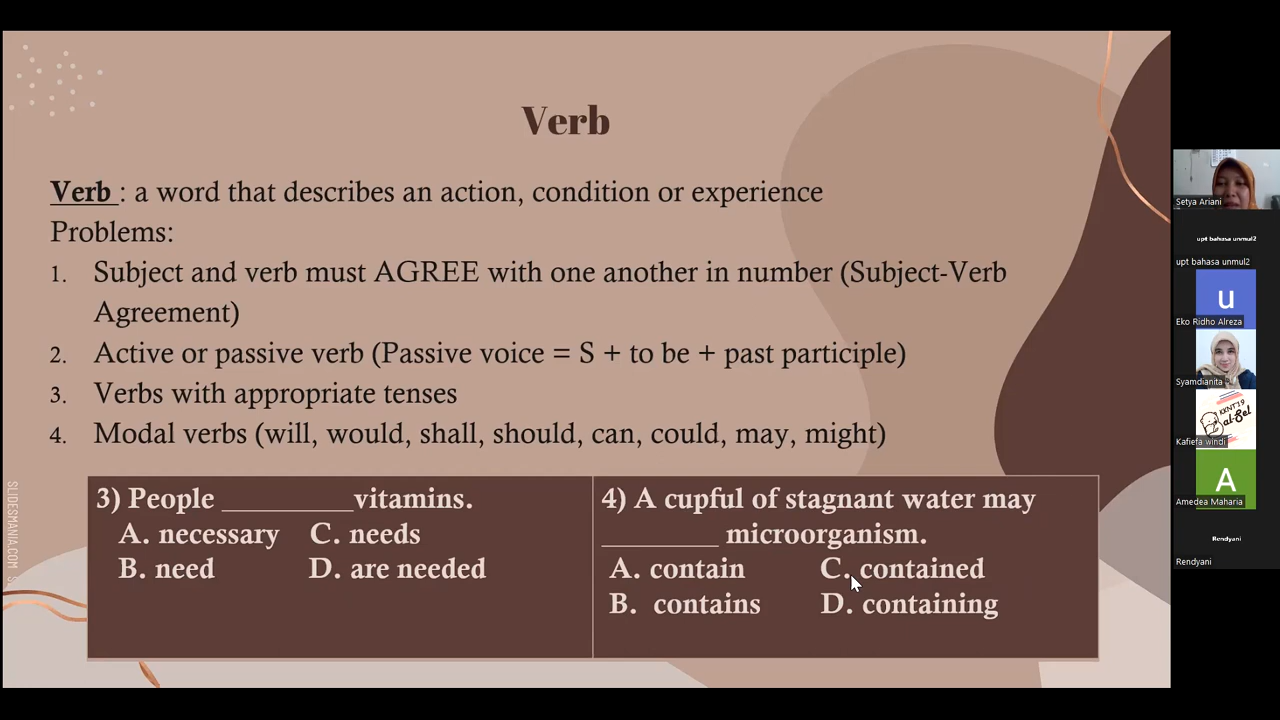 Verb
Verb : a word that describes an action, condition or experience
Problems:
1. Subject and verb must AGREE with one another in number (Subject-Verb
Agreement)
2. Active or passive verb (Passive voice = S + to be + past participle)
3. Verbs with appropriate tenses
4. Modal verbs (will, would, shall, should, can, could, may, might)
3) People __________vitamins.
A. necessary C. needs
B. need D. are needed
4) A cupful of stagnant water may
________ microorganism.
A. contain C. contained
B. contains D. containing
SLIDESMANIA.COM
Setya Ariani
upt bahasa unmul2
upt bahasa unmul2
u
Eko Ridho Alreza
Syamdianita
KKNT19
al-Bel
Kafiefa windi
A
Amedea Maharia
Rendyani
Rendyani